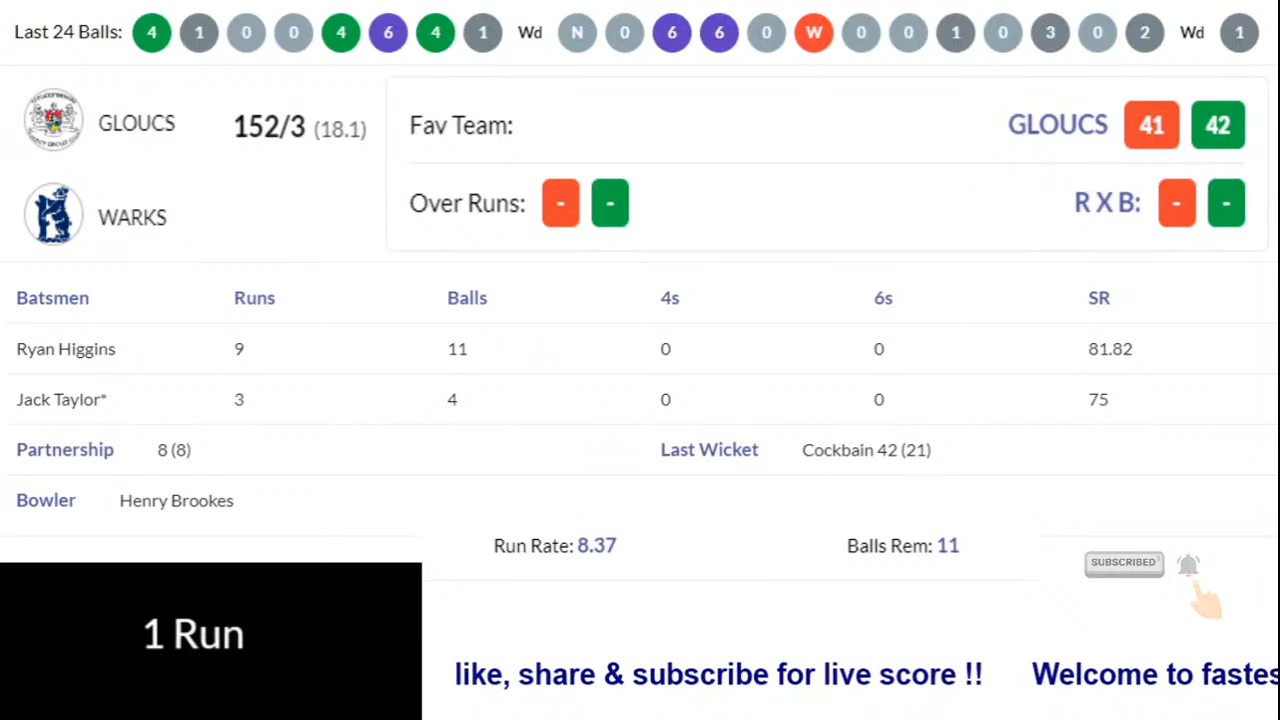 Last 24 Balls: 4 1 0 0 4 6 4 1 Wd N 0 6 6 0 W 0 0 1 0 3 0 2 Wd 1
GLOUCS 152/3 (18.1)
Fav Team: GLOUCS 41 42
WARKS
Over Runs: - - R X B: - -
Batsmen Runs Balls 4s 6s SR
Ryan Higgins 9 11 0 0 81.82
Jack Taylor* 3 4 0 0 75
Partnership 8 (8) Last Wicket Cockbain 42 (21)
Bowler Henry Brookes
Run Rate: 8.37 Balls Rem: 11
SUBSCRIBED
1 Run
like, share & subscribe for live score !! Welcome to fastes